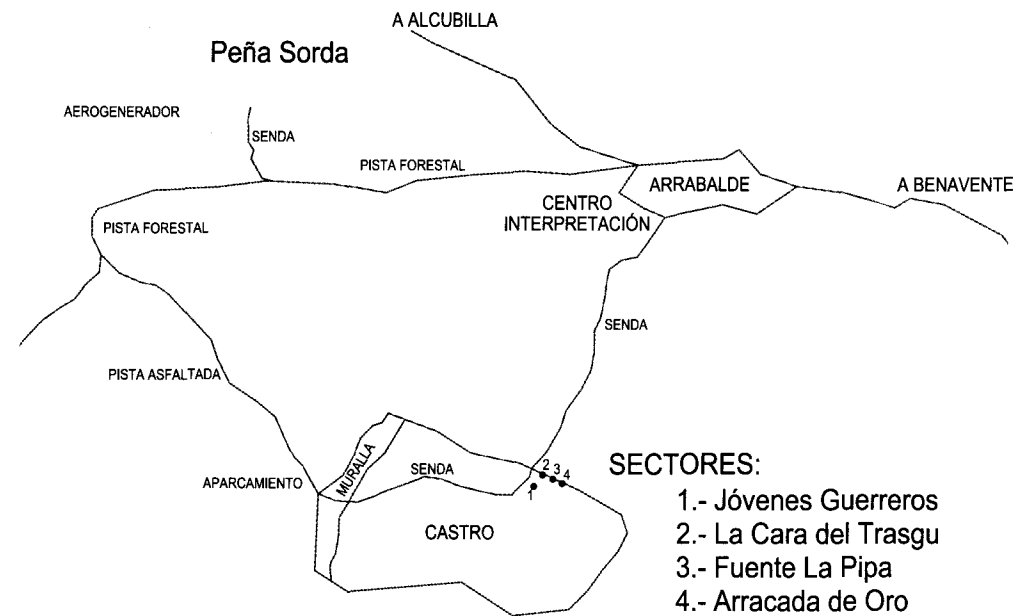 A ALCUBILLA
Peña Sorda
AEROGENERADOR
SENDA
PISTA FORESTAL
ARRABALDE
A BENAVENTE
CENTRO
INTERPRETACIÓN
PISTA FORESTAL
SENDA
PISTA ASFALTADA
MURALLA
SENDA
APARCAMIENTO
2
3
4
1
CASTRO
SECTORES:
1.- Jóvenes Guerreros
2.- La Cara del Trasgu
3.- Fuente La Pipa
4.- Arracada de Oro